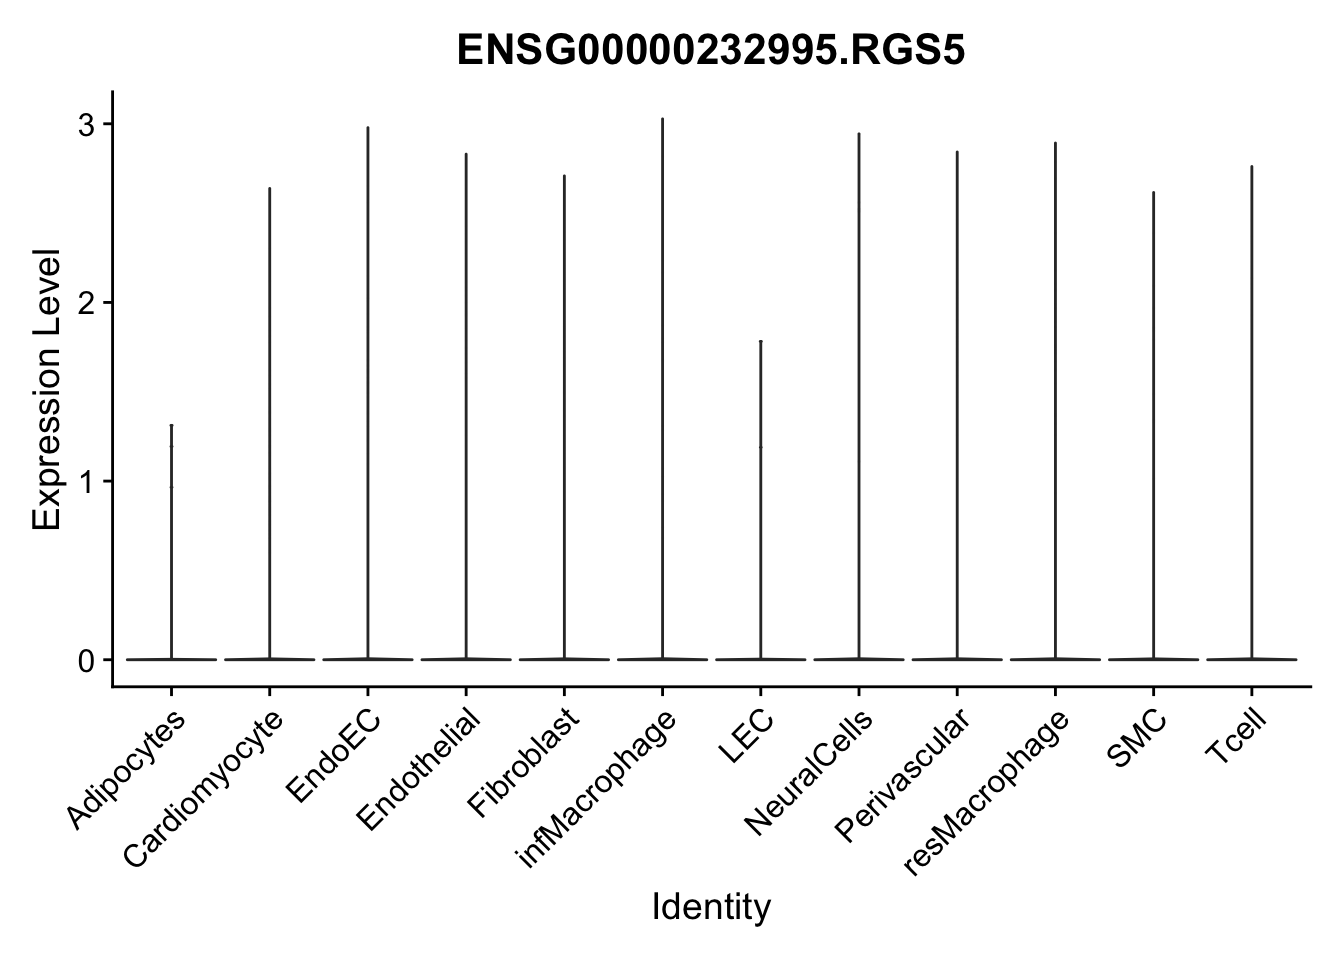 ENSG00000232995.RGS5
Expression Level
3
2
1
0
Adipocytes
Cardiomyocyte
EndoEC
Endothelial
Fibroblast
infMacrophage
LEC
NeuralCells
Perivascular
resMacrophage
SMC
Tcell
Identity